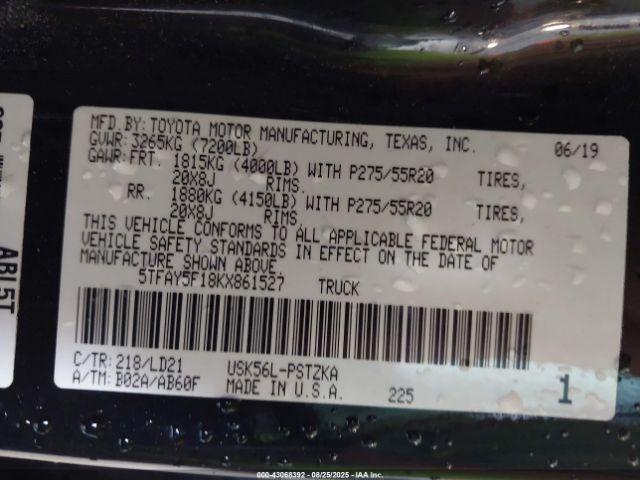 MFD.BY:TOYOTA MOTOR MANUFACTURING, TEXAS, INC. 06/19
GVWR:3265KG (7200LB)
GAWR:FRT. 1815KG (4000LB) WITH P275/55R20 TIRES,
20X8J RIMS.
RR. 1880KG (4150LB) WITH P275/55R20 TIRES,
20X8J RIMS
THIS VEHICLE CONFORMS TO ALL APPLICABLE FEDERAL MOTOR
VEHICLE SAFETY STANDARDS IN EFFECT ON THE DATE OF
MANUFACTURE SHOWN ABOVE.
5TFAY5F18KX861527 TRUCK
C/TR:218/LD21 USK56L-PSTZKA
A/TM:B02A/AB60F MADE IN U.S.A. 225 1
000-43068392 - 08/25/2025 - IAA Inc.